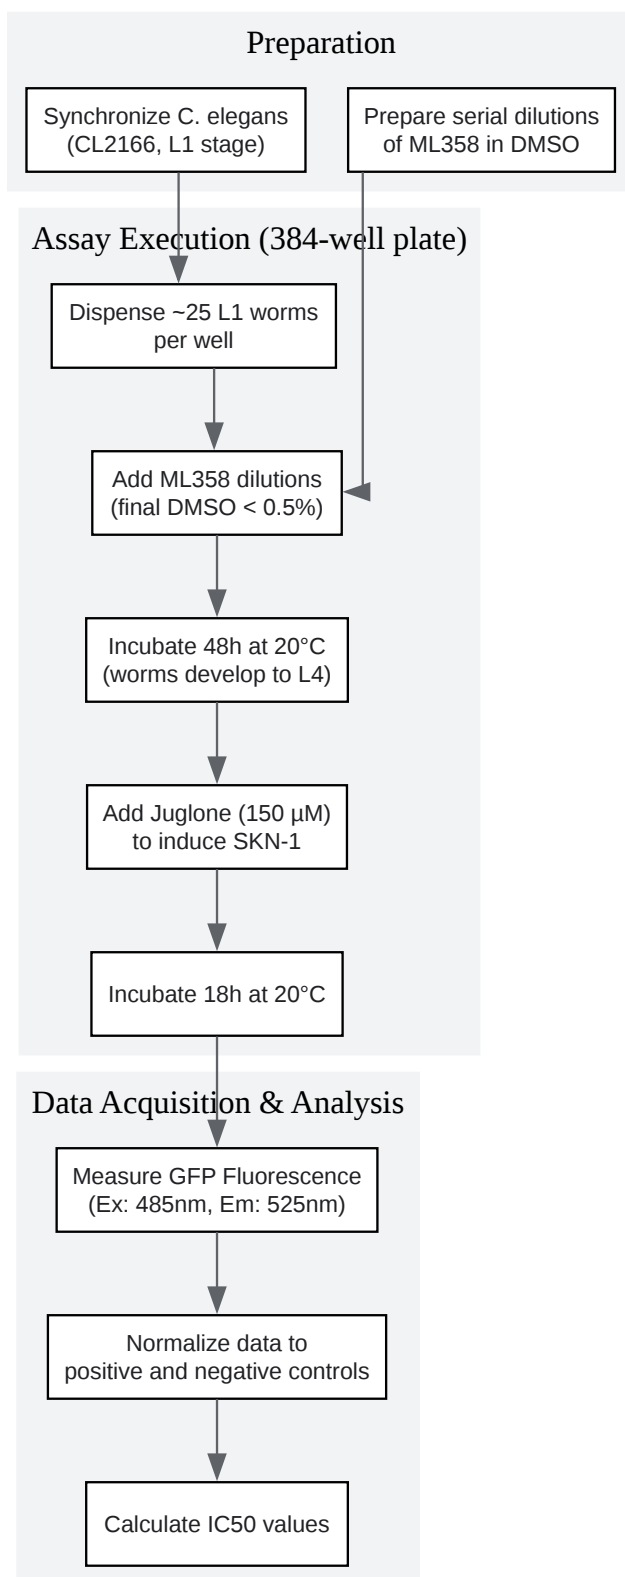 Preparation
Synchronize C. elegans
(CL2166, L1 stage)
Prepare serial dilutions
of ML358 in DMSO
Assay Execution (384-well plate)
Dispense ~25 L1 worms
per well
Add ML358 dilutions
(final DMSO < 0.5%)
Incubate 48h at 20°C
(worms develop to L4)
Add Juglone (150 µM)
to induce SKN-1
Incubate 18h at 20°C
Data Acquisition & Analysis
Measure GFP Fluorescence
(Ex: 485nm, Em: 525nm)
Normalize data to
positive and negative controls
Calculate IC50 values